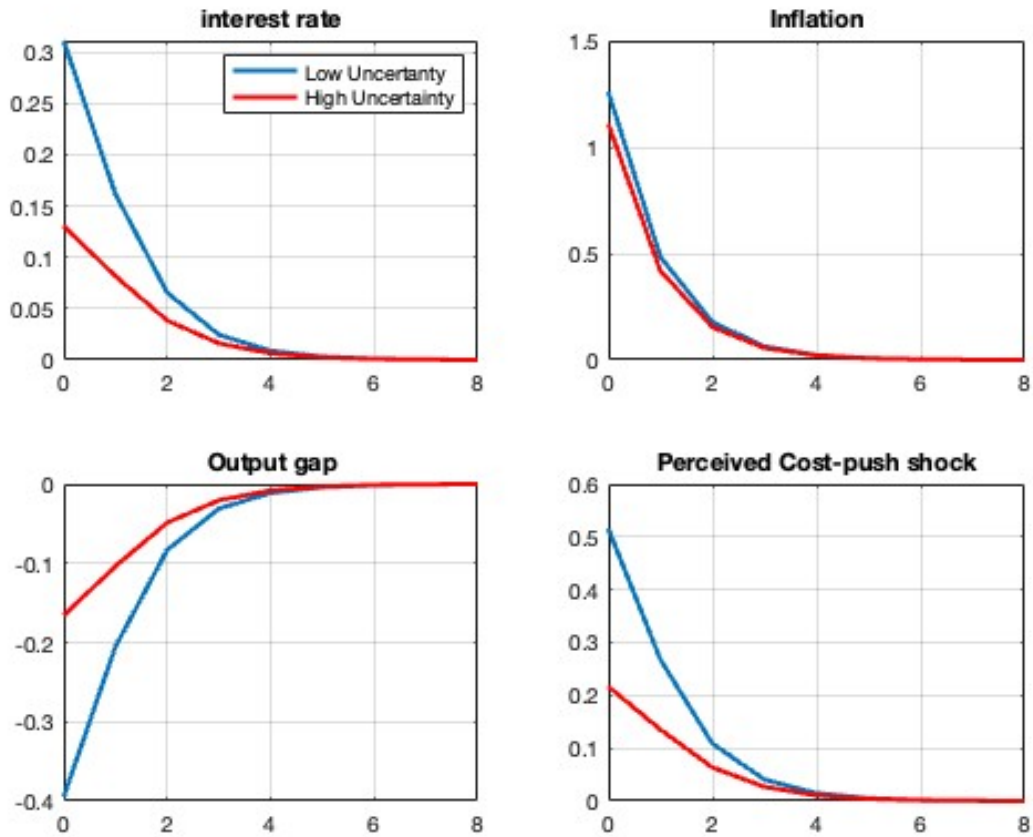 interest rate
0.3
0.25
0.2
0.15
0.1
0.05
0
0 2 4 6 8
Low Uncertanty
High Uncertainty
Inflation
1.5
1
0.5
0
0 2 4 6 8
Output gap
0
-0.1
-0.2
-0.3
-0.4
0 2 4 6 8
Perceived Cost-push shock
0.6
0.5
0.4
0.3
0.2
0.1
0
0 2 4 6 8